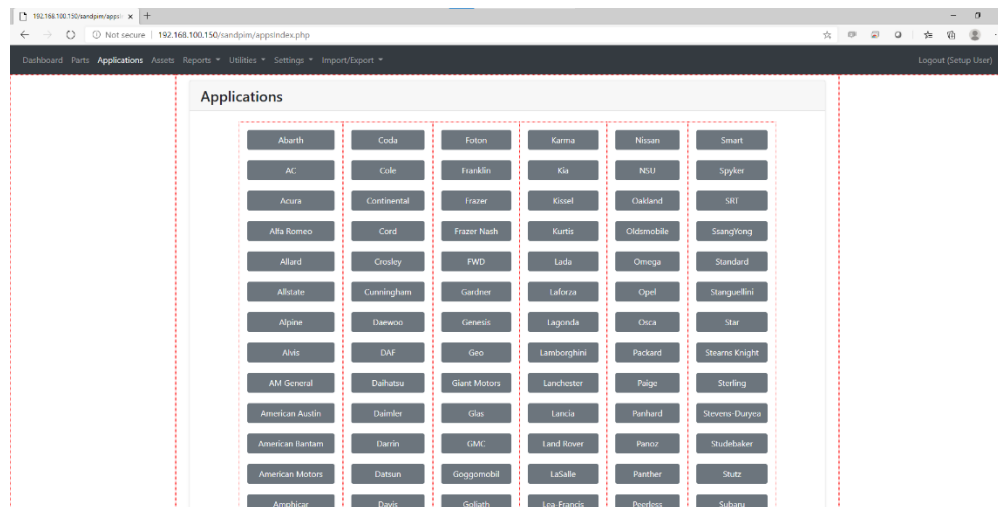 192.168.100.150/sandpim/appsi
Not secure | 192.168.100.150/sandpim/appsindex.php
Dashboard Parts Applications Assets Reports Utilities Settings Import/Export Logout (Setup User)
Applications
Abarth Coda Foton Karma Nissan Smart
AC Cole Franklin Kia NSU Spyker
Acura Continental Frazer Kissel Oakland SRT
Alfa Romeo Cord Frazer Nash Kurtis Oldsmobile SsangYong
Allard Crosley FWD Lada Omega Standard
Allstate Cunningham Gardner Laforza Opel Stanguellini
Alpine Daewoo Genesis Lagonda Osca Star
Alvis DAF Geo Lamborghini Packard Stearns Knight
AM General Daihatsu Giant Motors Lanchester Paige Sterling
American Austin Daimler Glas Lancia Panhard Stevens-Duryea
American Bantam Darrin GMC Land Rover Panoz Studebaker
American Motors Datsun Goggomobil LaSalle Panther Stutz
Amphicar Davis Goliath Lea-Francis Peerless Subaru